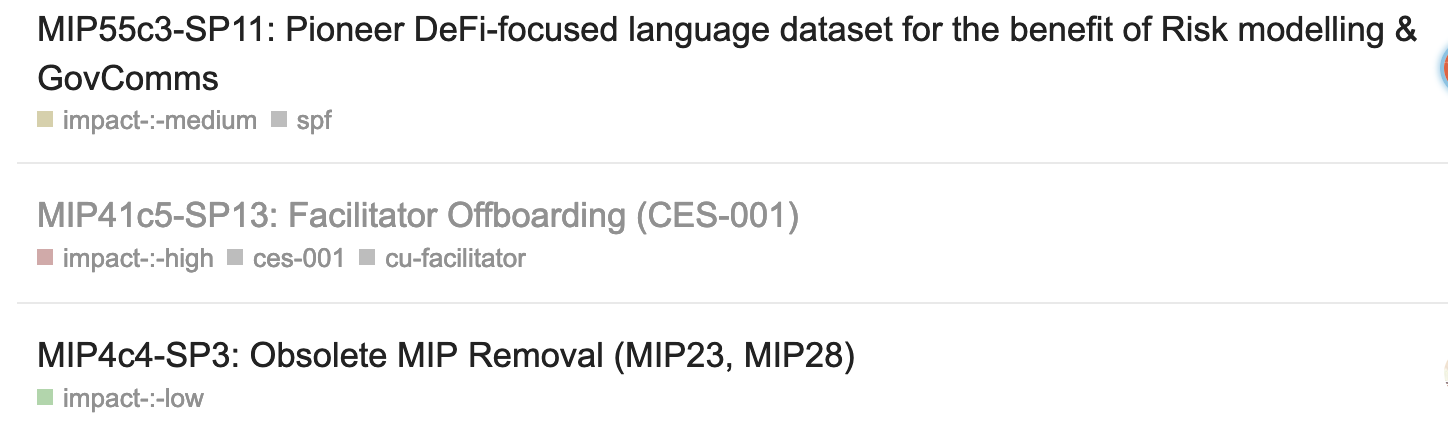 MIP55c3-SP11: Pioneer DeFi-focused language dataset for the benefit of Risk modelling &
GovComms
impact-:-medium spf
MIP41c5-SP13: Facilitator Offboarding (CES-001)
impact-:-high ces-001 cu-facilitator
MIP4c4-SP3: Obsolete MIP Removal (MIP23, MIP28)
impact-:-low